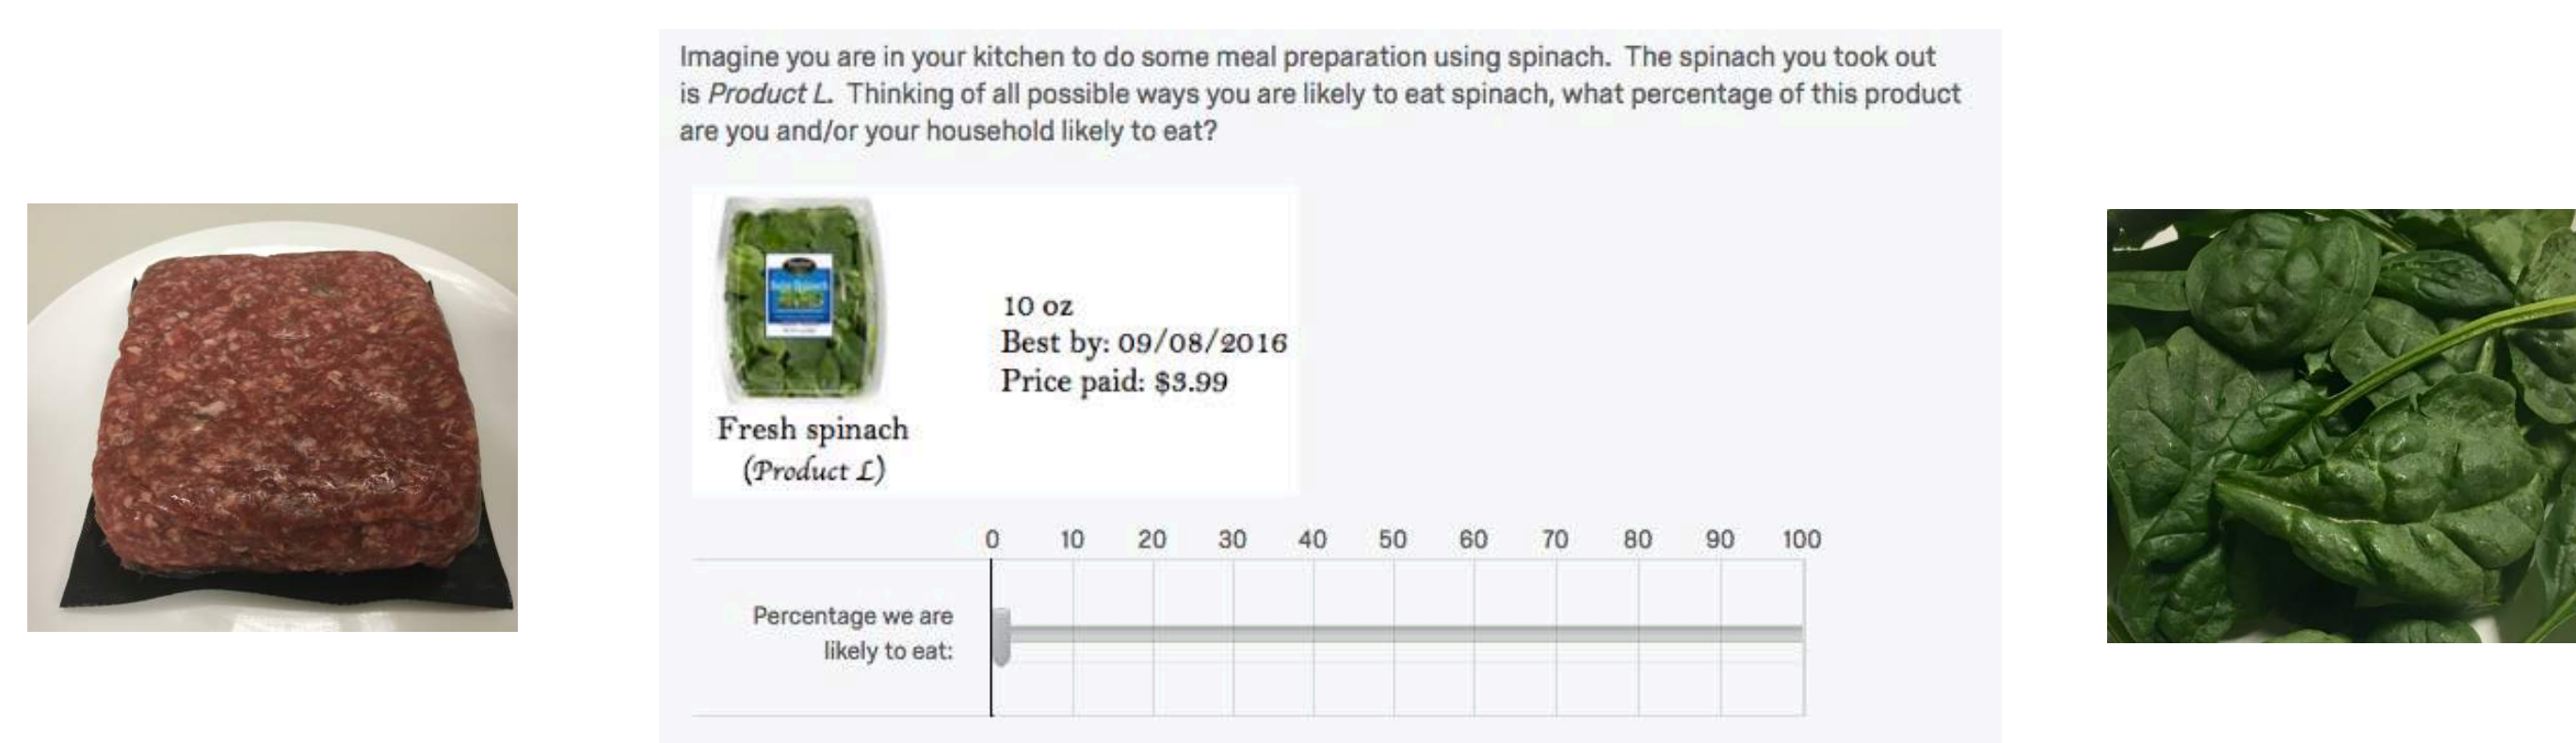 Imagine you are in your kitchen to do some meal preparation using spinach. The spinach you took out
is Product L. Thinking of all possible ways you are likely to eat spinach, what percentage of this product
are you and/or your household likely to eat?
10 oz
Best by: 09/08/2016
Price paid: $3.99
Fresh spinach
(Product L)
0 10 20 30 40 50 60 70 80 90 100
Percentage we are
likely to eat: